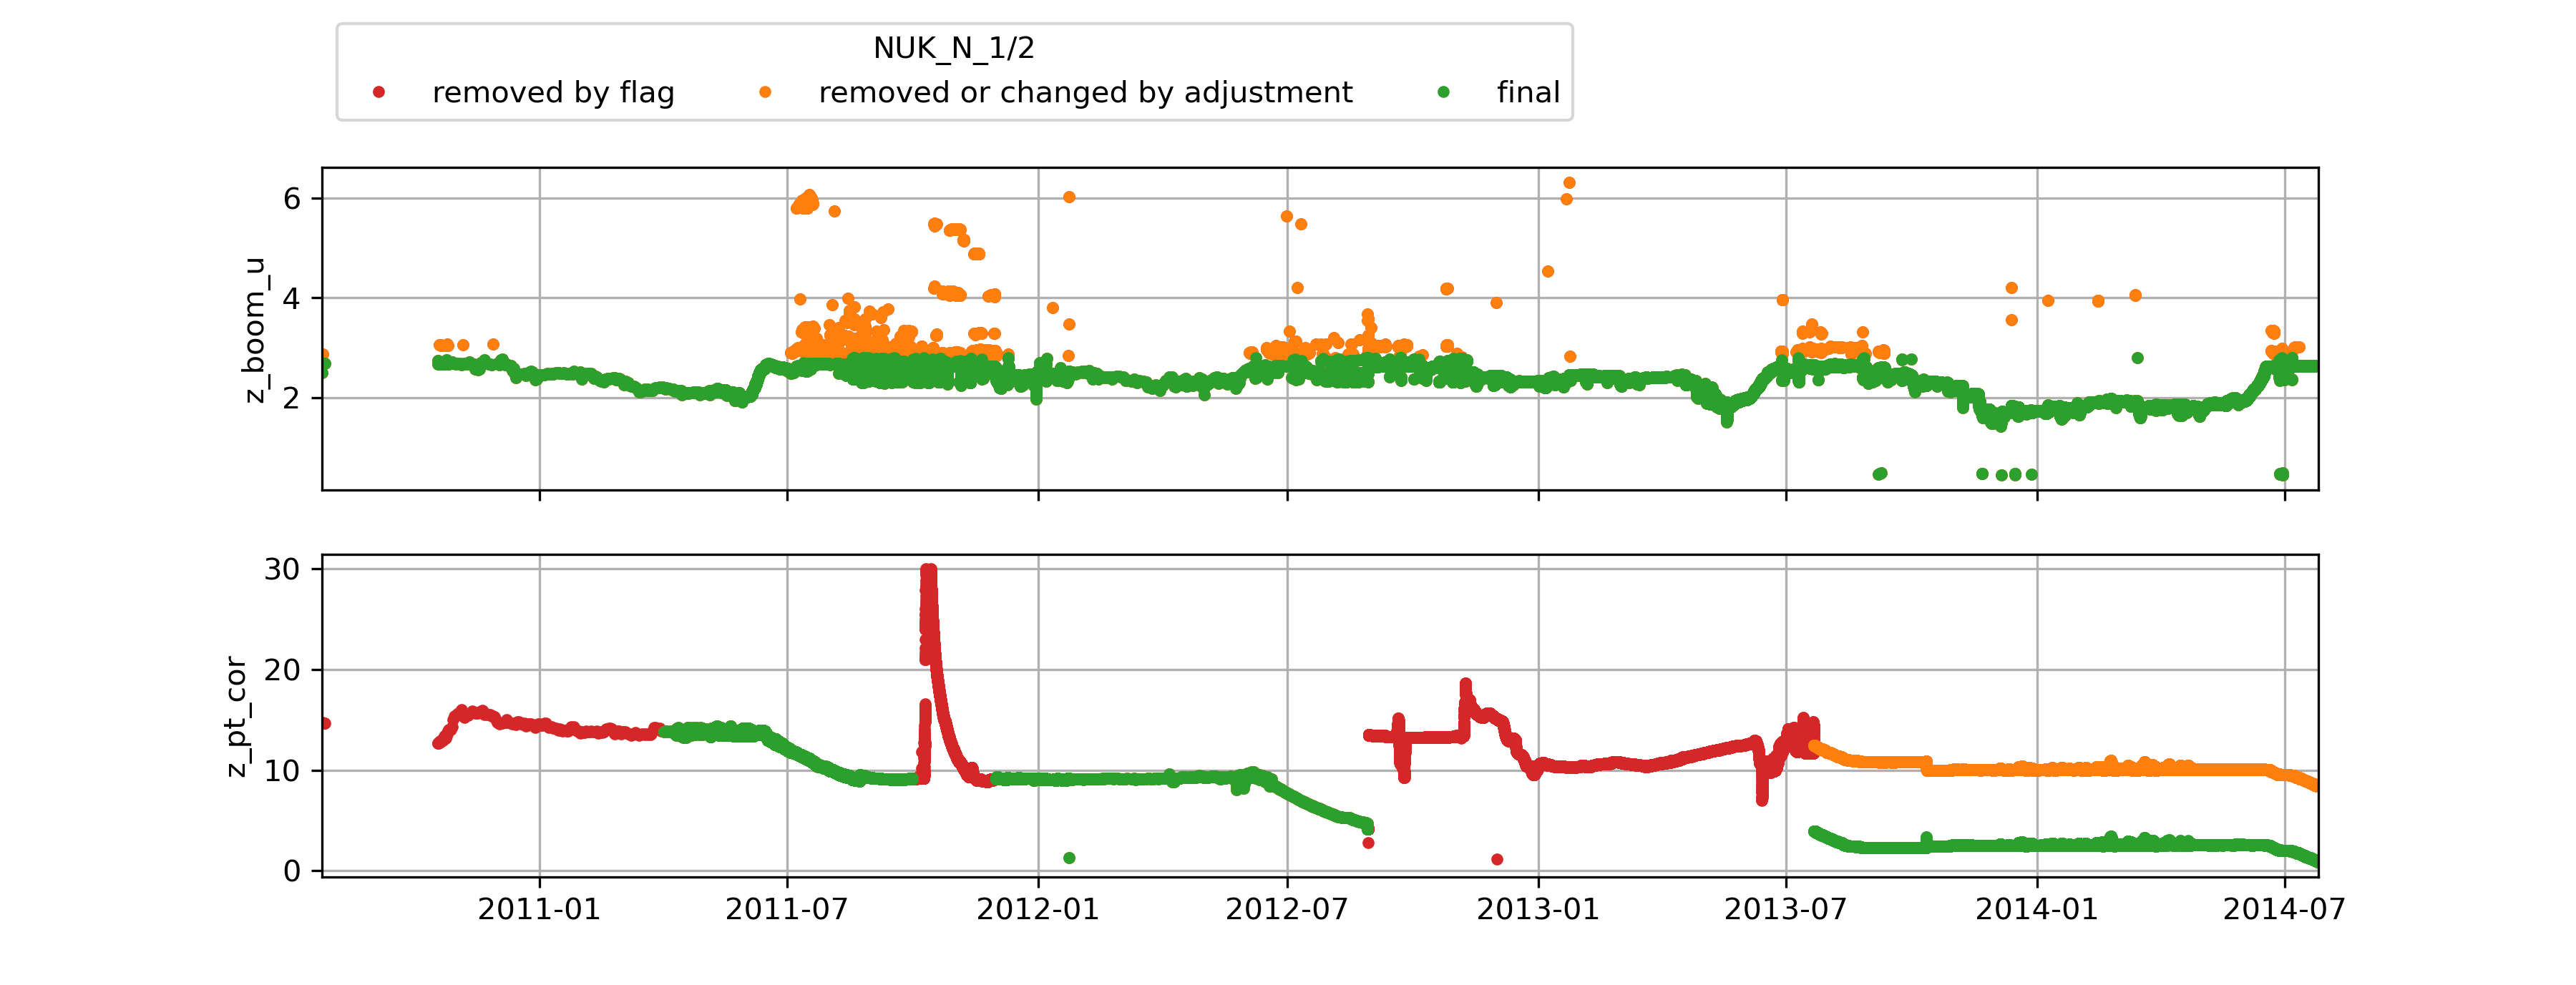 NUK_N_1/2
removed by flag removed or changed by adjustment final
6
4
2
z_boom_u
30
20
10
0
z_pt_cor
2011-01 2011-07 2012-01 2012-07 2013-01 2013-07 2014-01 2014-07